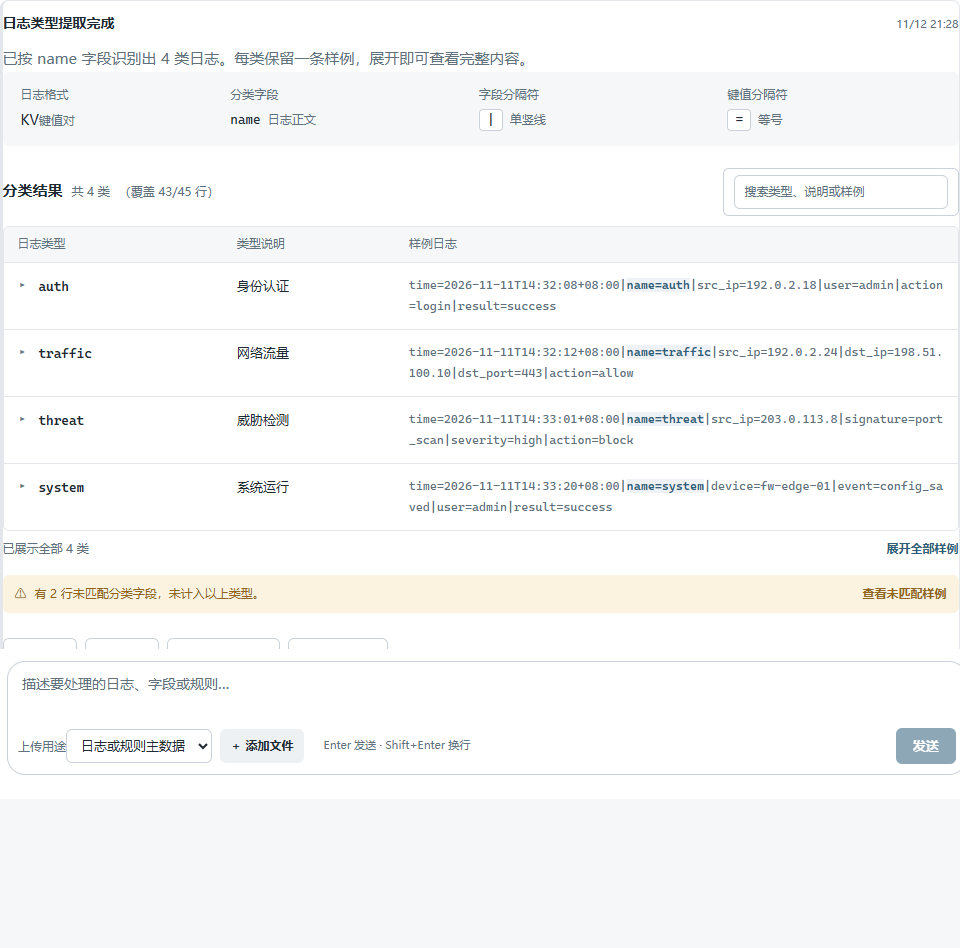 日志类型提取完成
11/12 21:28
已按 name 字段识别出 4 类日志。每类保留一条样例，展开即可查看完整内容。
日志格式 分类字段 字段分隔符 键值分隔符
KV键值对 name 日志正文 | 单竖线 = 等号
分类结果 共 4 类 （覆盖 43/45 行）
搜索类型、说明或样例
日志类型 类型说明 样例日志
auth 身份认证 time=2026-11-11T14:32:08+08:00|name=auth|src_ip=192.0.2.18|user=admin|action
=login|result=success
traffic 网络流量 time=2026-11-11T14:32:12+08:00|name=traffic|src_ip=192.0.2.24|dst_ip=198.51.
100.10|dst_port=443|action=allow
threat 威胁检测 time=2026-11-11T14:33:01+08:00|name=threat|src_ip=203.0.113.8|signature=port
_scan|severity=high|action=block
system 系统运行 time=2026-11-11T14:33:20+08:00|name=system|device=fw-edge-01|event=config_sa
ved|user=admin|result=success
已展示全部 4 类 展开全部样例
有 2 行未匹配分类字段，未计入以上类型。 查看未匹配样例
描述要处理的日志、字段或规则...
上传用途 日志或规则主数据 + 添加文件 Enter 发送 · Shift+Enter 换行 发送